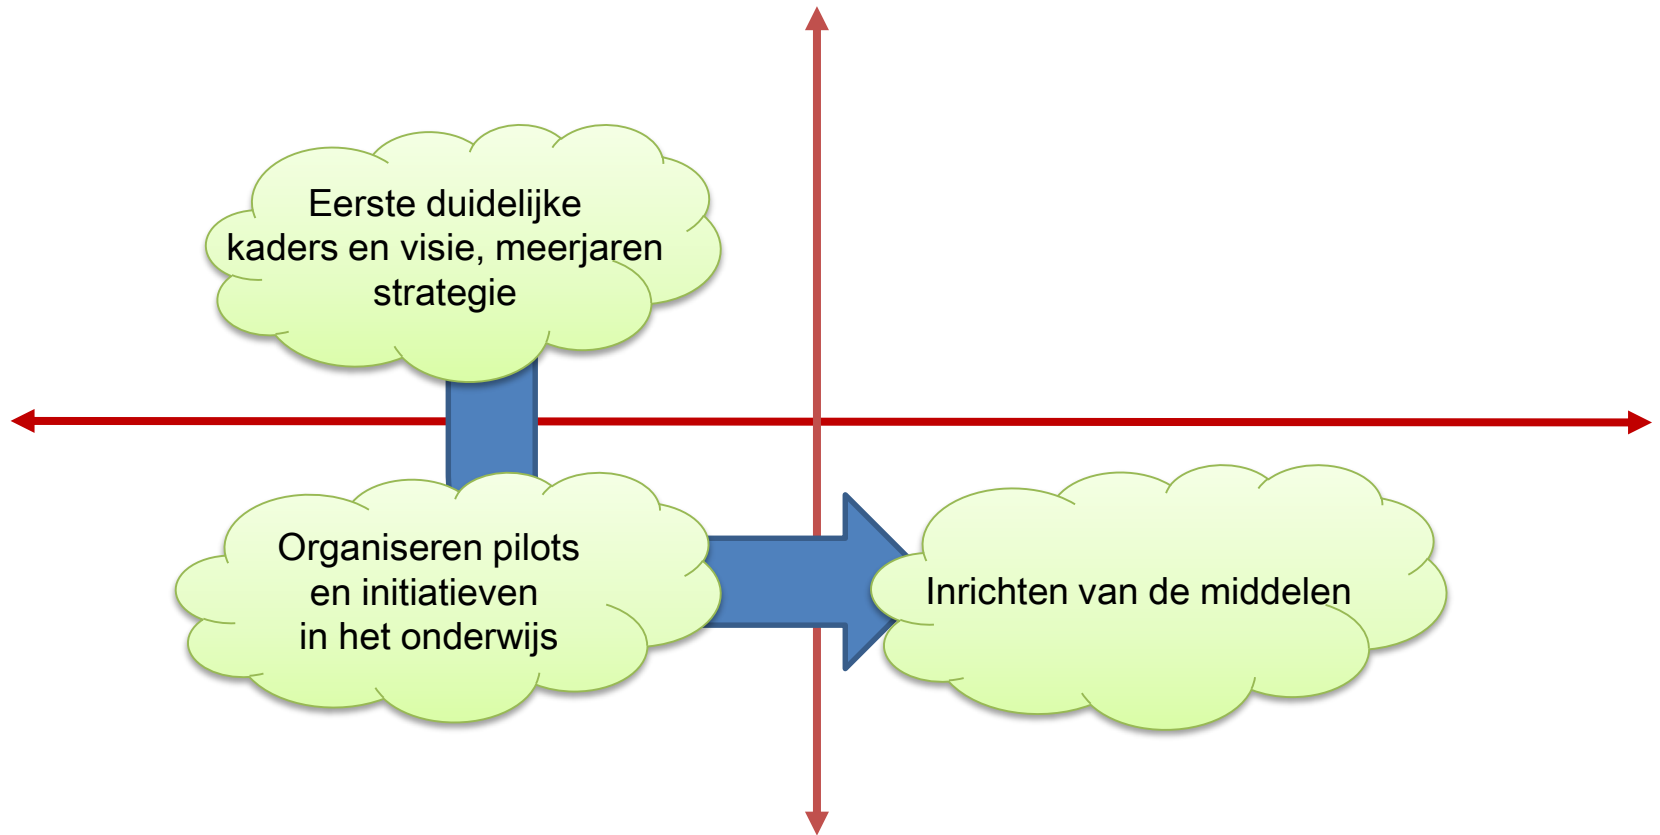 Eerste duidelijke
kaders en visie, meerjaren
strategie
Organiseren pilots
en initiatieven
in het onderwijs
Inrichten van de middelen